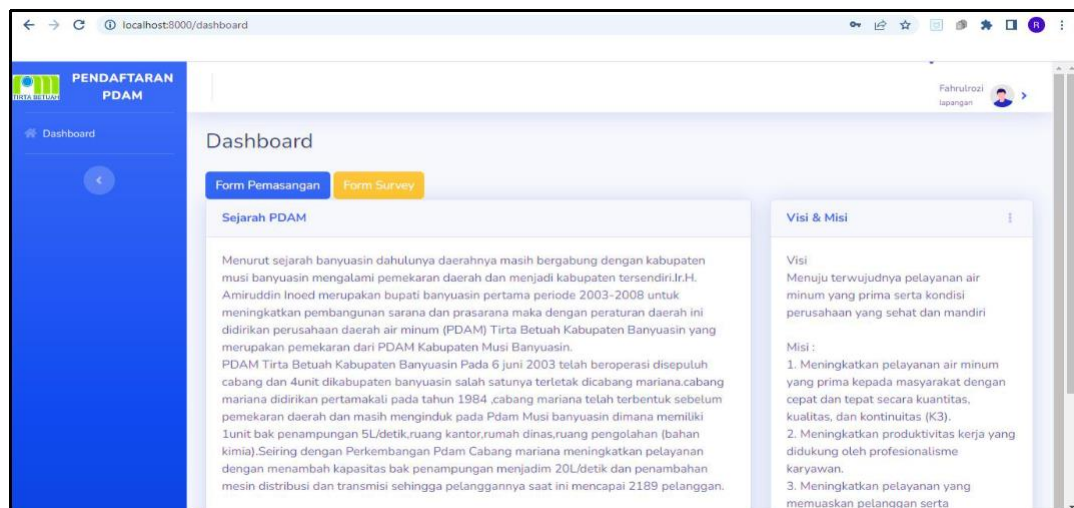 localhost:8000/dashboard
R
TIRTA BETUAH
PENDAFTARAN
PDAM
Fahrulrozi
lapangan
Dashboard
Dashboard
Form Pemasangan
Form Survey
Sejarah PDAM
Menurut sejarah banyuasin dahulunya daerahnya masih bergabung dengan kabupaten
musi banyuasin mengalami pemekaran daerah dan menjadi kabupaten tersendiri.Ir.H.
Amiruddin Inoed merupakan bupati banyuasin pertama periode 2003-2008 untuk
meningkatkan pembangunan sarana dan prasarana maka dengan peraturan daerah ini
didirikan perusahaan daerah air minum (PDAM) Tirta Betuah Kabupaten Banyuasin yang
merupakan pemekaran dari PDAM Kabupaten Musi Banyuasin.
PDAM Tirta Betuah Kabupaten Banyuasin Pada 6 juni 2003 telah beroperasi disepuluh
cabang dan 4unit dikabupaten banyuasin salah satunya terletak dicabang mariana.cabang
mariana didirikan pertamakali pada tahun 1984 ,cabang mariana telah terbentuk sebelum
pemekaran daerah dan masih menginduk pada Pdam Musi banyuasin dimana memiliki
1unit bak penampungan 5L/detik,ruang kantor,rumah dinas,ruang pengolahan (bahan
kimia).Seiring dengan Perkembangan Pdam Cabang mariana meningkatkan pelayanan
dengan menambah kapasitas bak penampungan menjadim 20L/detik dan penambahan
mesin distribusi dan transmisi sehingga pelanggannya saat ini mencapai 2189 pelanggan.
Visi & Misi
Visi
Menuju terwujudnya pelayanan air
minum yang prima serta kondisi
perusahaan yang sehat dan mandiri
Misi :
1. Meningkatkan pelayanan air minum
yang prima kepada masyarakat dengan
cepat dan tepat secara kuantitas,
kualitas, dan kontinuitas (K3).
2. Meningkatkan produktivitas kerja yang
didukung oleh profesionalisme
karyawan.
3. Meningkatkan pelayanan yang
memuaskan pelanggan serta